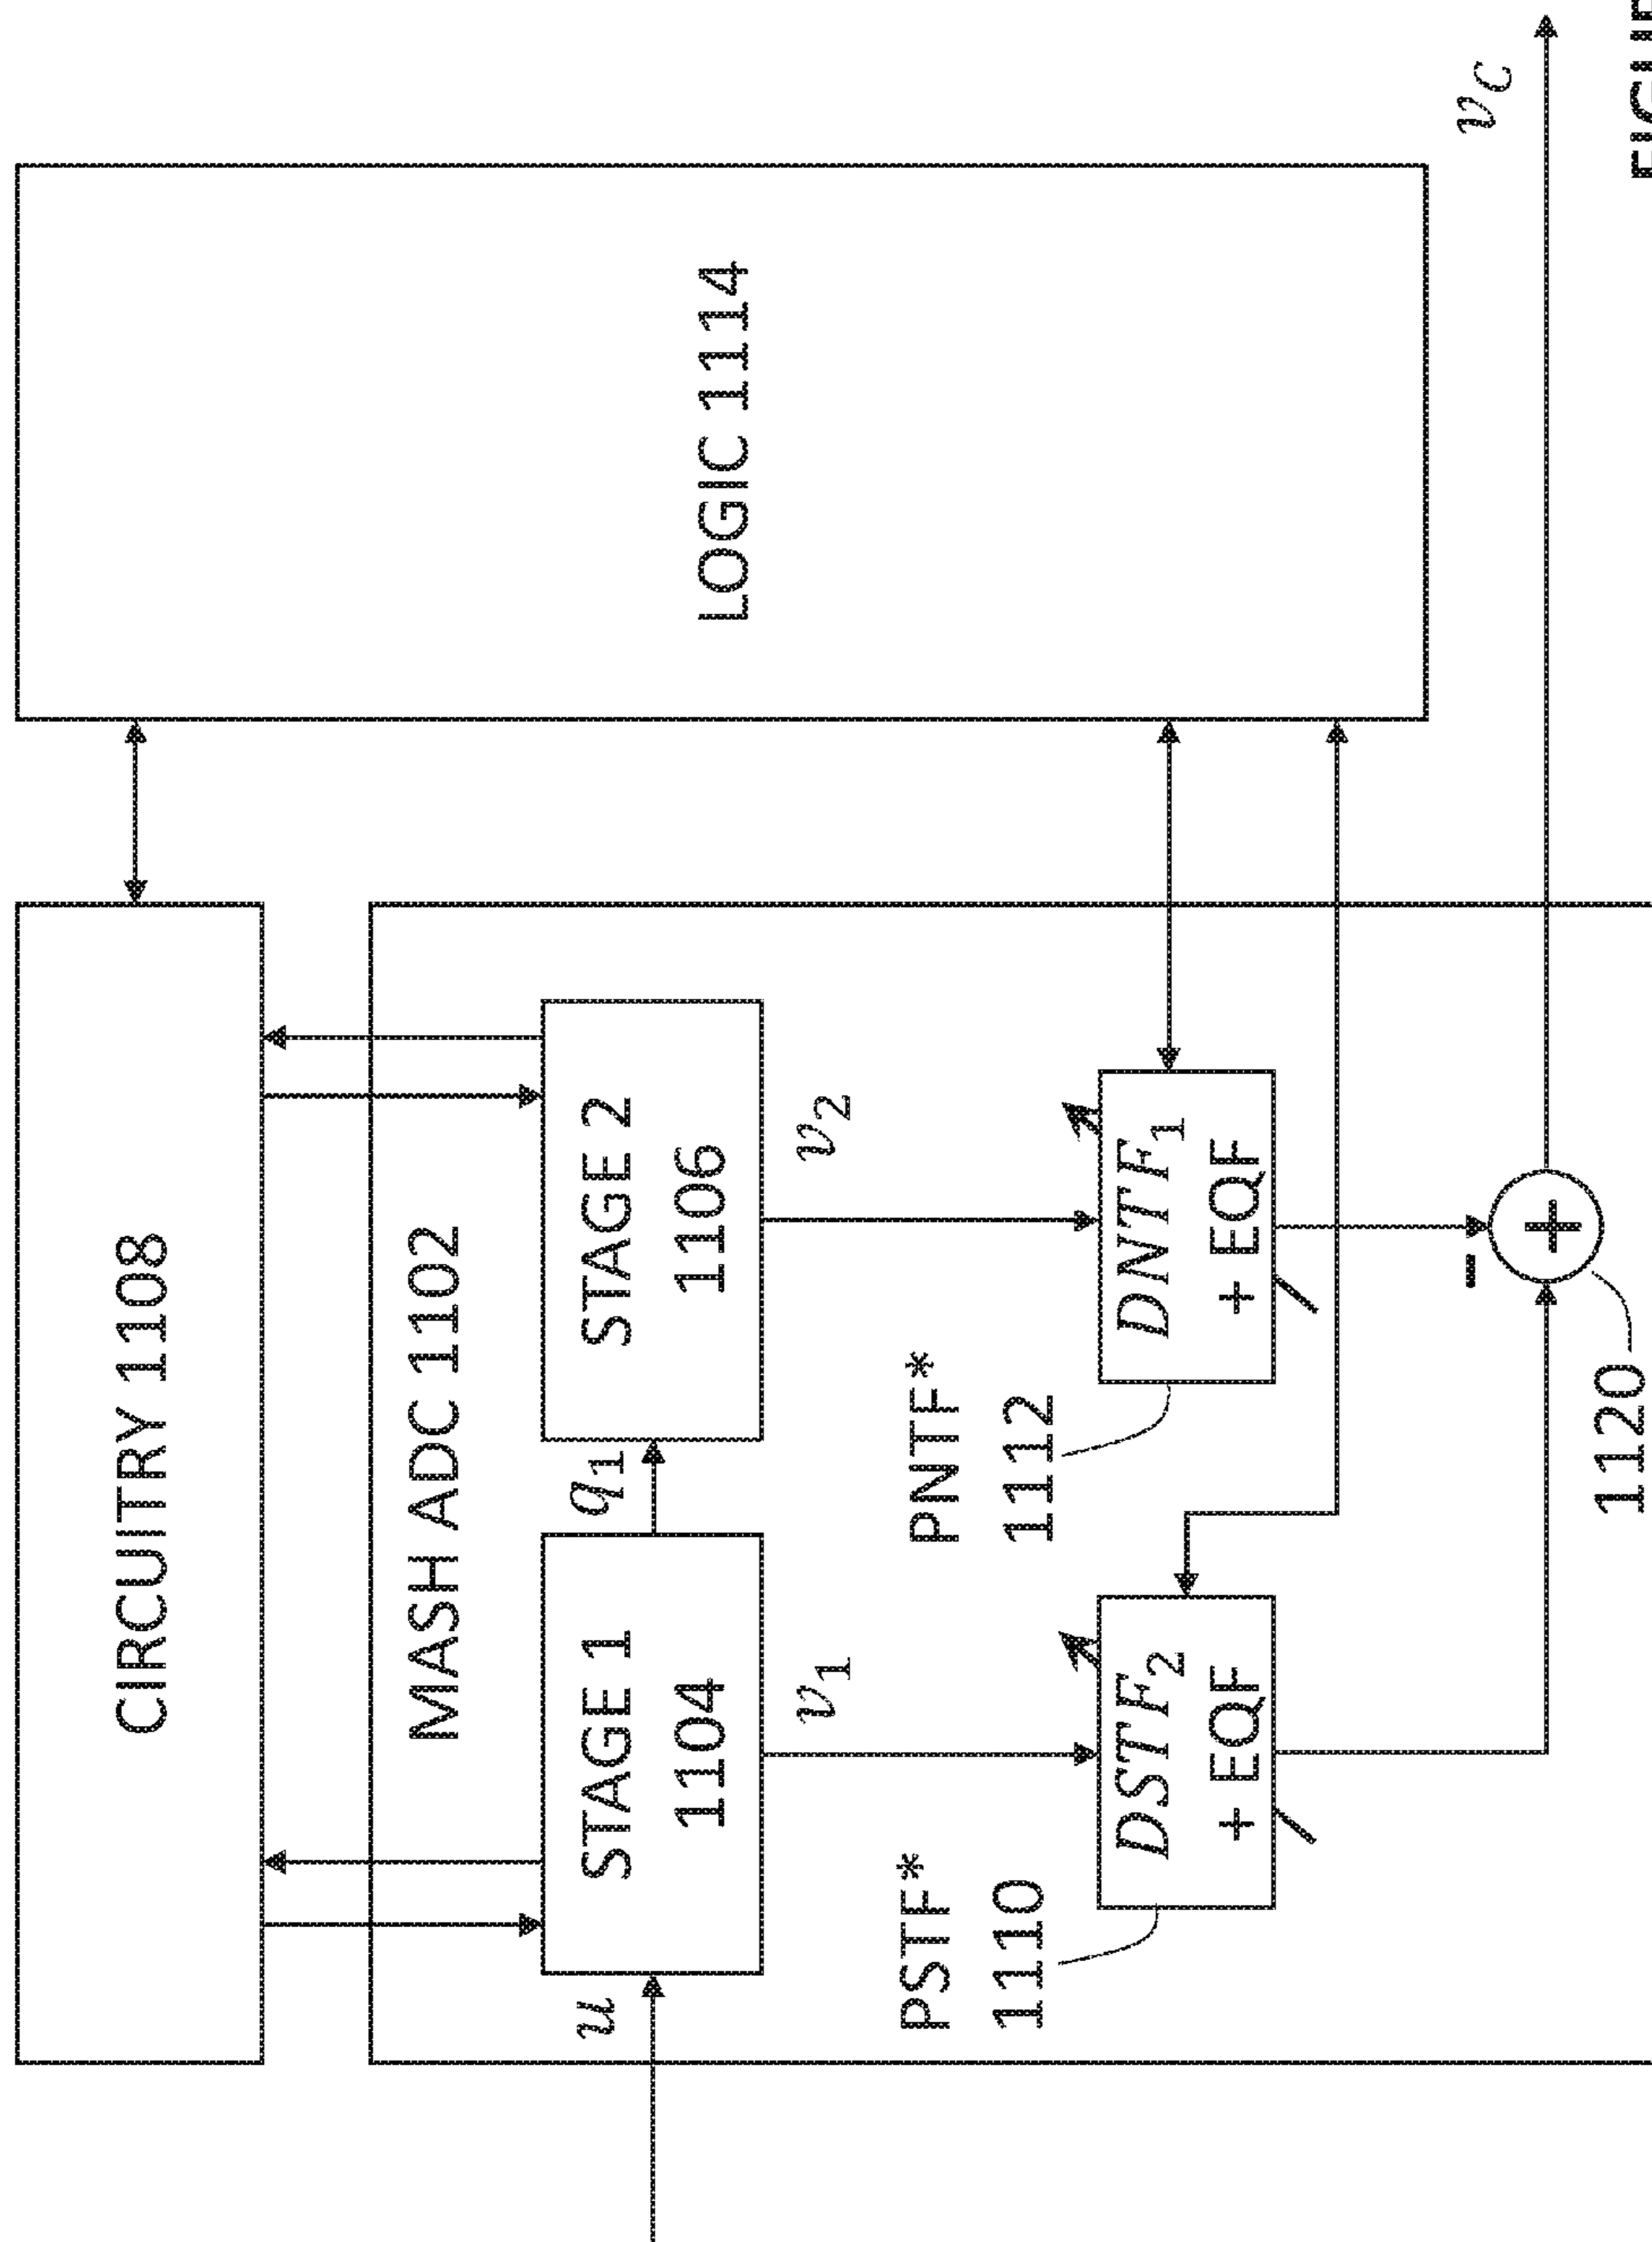 CIRCUITRY 1108
MASH ADC 1102
u
STAGE 1
1104
q₁
STAGE 2
1106
LOGIC 1114
v₁
v₂
PSTF*
1110
DSTF₂
+ EQF
PNTF*
1112
DNTF₁
+ EQF
-
+
1120
v_C